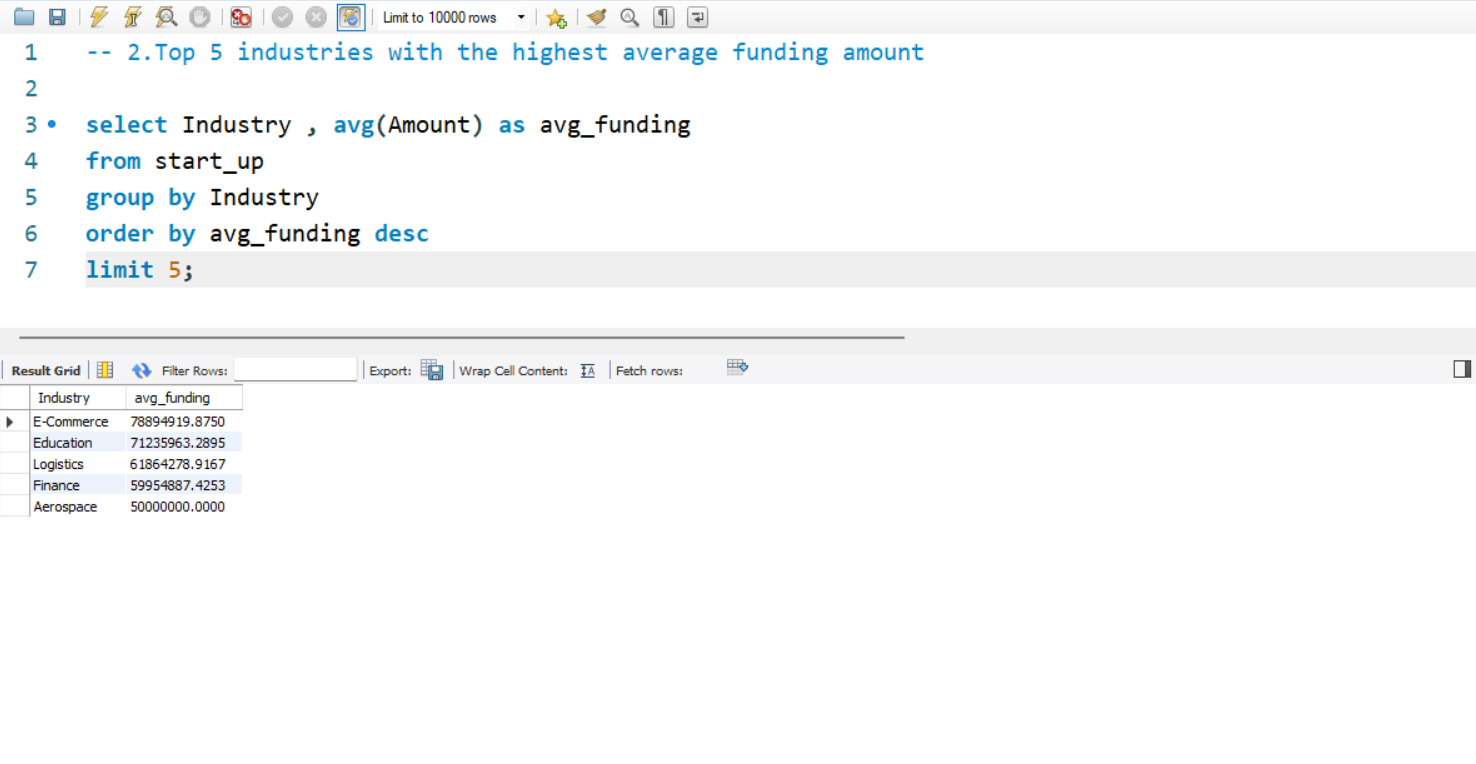 Limit to 10000 rows
1 -- 2.Top 5 industries with the highest average funding amount
2
3 select Industry , avg(Amount) as avg_funding
4 from start_up
5 group by Industry
6 order by avg_funding desc
7 limit 5;
Result Grid Filter Rows: Export: Wrap Cell Content: IA Fetch rows:
Industry avg_funding
E-Commerce 78894919.8750
Education 71235963.2895
Logistics 61864278.9167
Finance 59954887.4253
Aerospace 50000000.0000